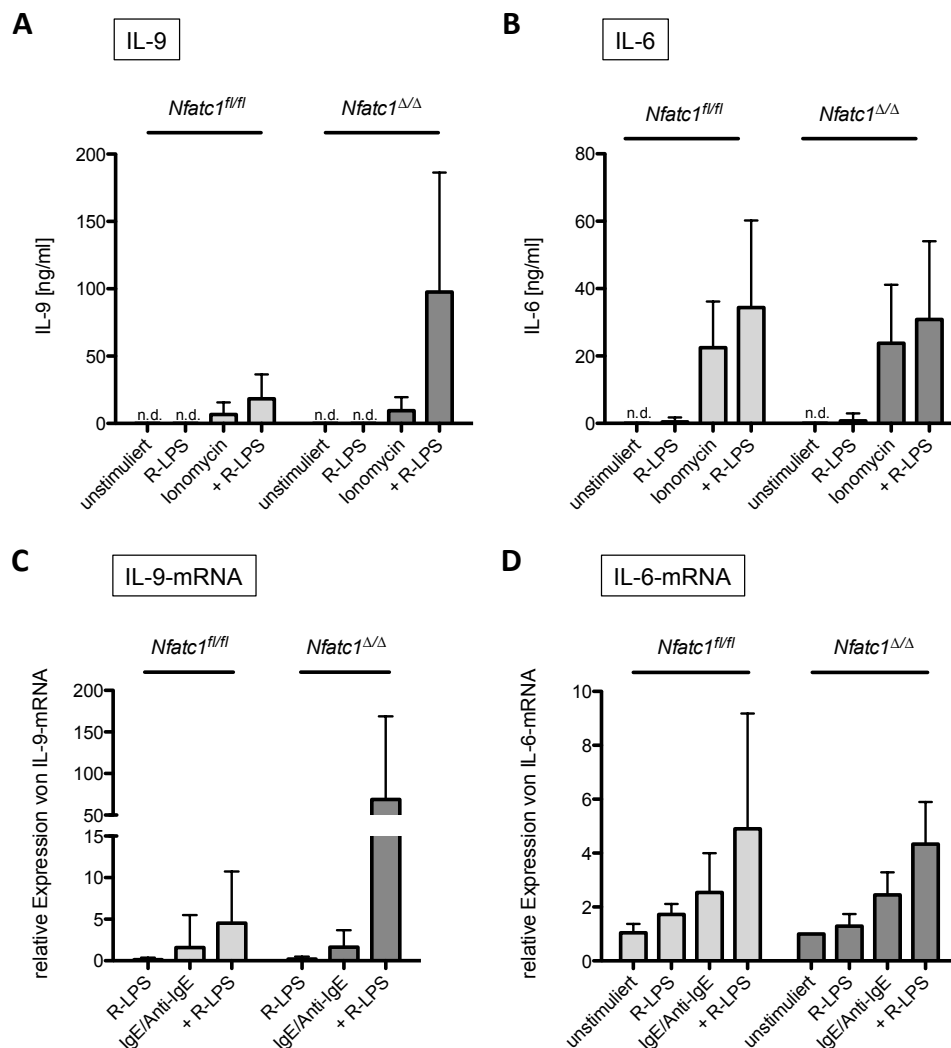 A
IL-9
Nfatc1fl/fl
Nfatc1Δ/Δ
IL-9 [ng/ml]
200
150
100
50
0
n.d.
n.d.
n.d.
n.d.
unstimuliert
R-LPS
Ionomycin
+ R-LPS
unstimuliert
R-LPS
Ionomycin
+ R-LPS
B
IL-6
Nfatc1fl/fl
Nfatc1Δ/Δ
IL-6 [ng/ml]
80
60
40
20
0
n.d.
n.d.
unstimuliert
R-LPS
Ionomycin
+ R-LPS
unstimuliert
R-LPS
Ionomycin
+ R-LPS
C
IL-9-mRNA
Nfatc1fl/fl
Nfatc1Δ/Δ
relative Expression von IL-9-mRNA
200
150
100
50
15
10
5
0
R-LPS
IgE/Anti-IgE
+ R-LPS
R-LPS
IgE/Anti-IgE
+ R-LPS
D
IL-6-mRNA
Nfatc1fl/fl
Nfatc1Δ/Δ
relative Expression von IL-6-mRNA
10
8
6
4
2
0
unstimuliert
R-LPS
IgE/Anti-IgE
+ R-LPS
unstimuliert
R-LPS
IgE/Anti-IgE
+ R-LPS